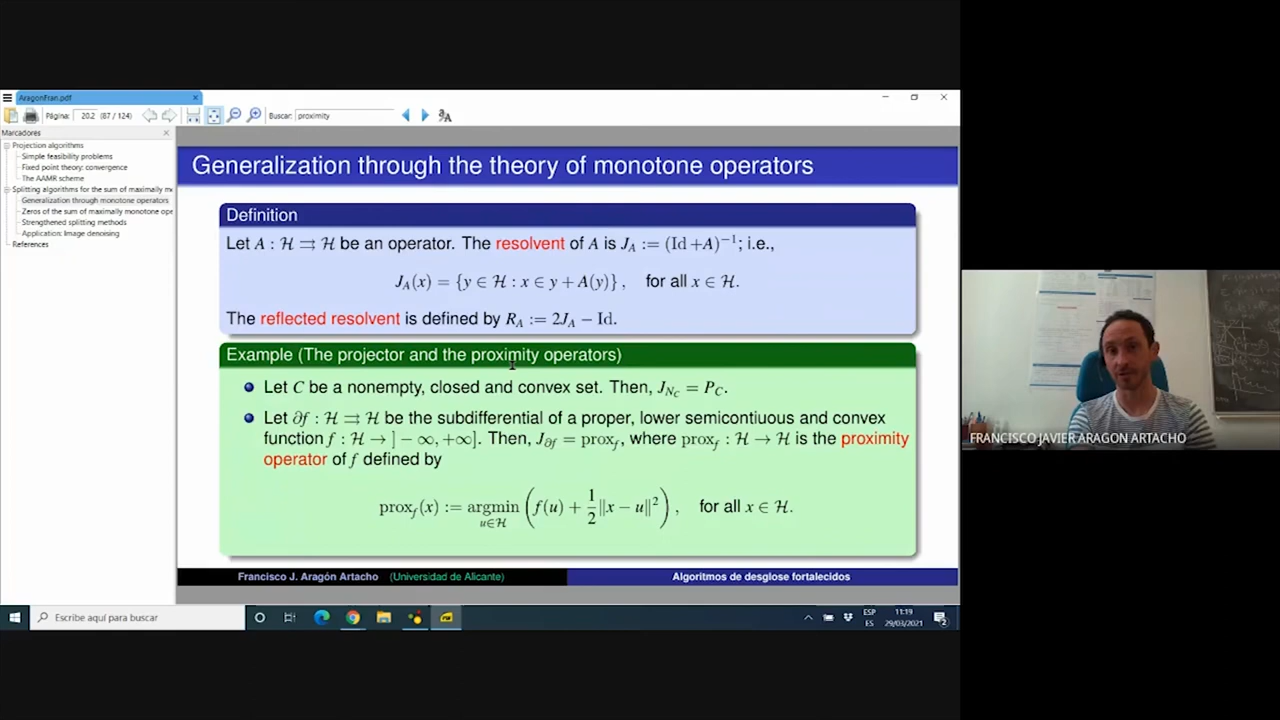 AragonFran.pdf
Página: 20.2 (87 / 124) Buscar: proximity
Marcadores
Projection algorithms
Simple feasibility problems
Fixed point theory: convergence
The AAMR scheme
Splitting algorithms for the sum of maximally m
Generalization through monotone operators
Zeros of the sum of maximally monotone ope
Strengthened splitting methods
Application: Image denoising
References
Generalization through the theory of monotone operators
Definition
Let A : ℋ ⇉ ℋ be an operator. The resolvent of A is J_A := (Id +A)⁻¹; i.e.,
J_A(x) = {y ∈ ℋ : x ∈ y + A(y)} , for all x ∈ ℋ.
The reflected resolvent is defined by R_A := 2J_A − Id.
Example (The projector and the proximity operators)
Let C be a nonempty, closed and convex set. Then, J_{N_C} = P_C.
Let ∂f : ℋ ⇉ ℋ be the subdifferential of a proper, lower semicontiuous and convex
function f : ℋ → ]−∞, +∞]. Then, J_{∂f} = prox_f, where prox_f : ℋ → ℋ is the proximity
operator of f defined by
prox_f(x) := argmin_{u∈ℋ} ( f(u) + 1/2 ‖x − u‖² ) , for all x ∈ ℋ.
Francisco J. Aragón Artacho (Universidad de Alicante) Algoritmos de desglose fortalecidos
Escribe aquí para buscar
ESP 11:19
ES 29/03/2021
2
FRANCISCO JAVIER ARAGON ARTACHO